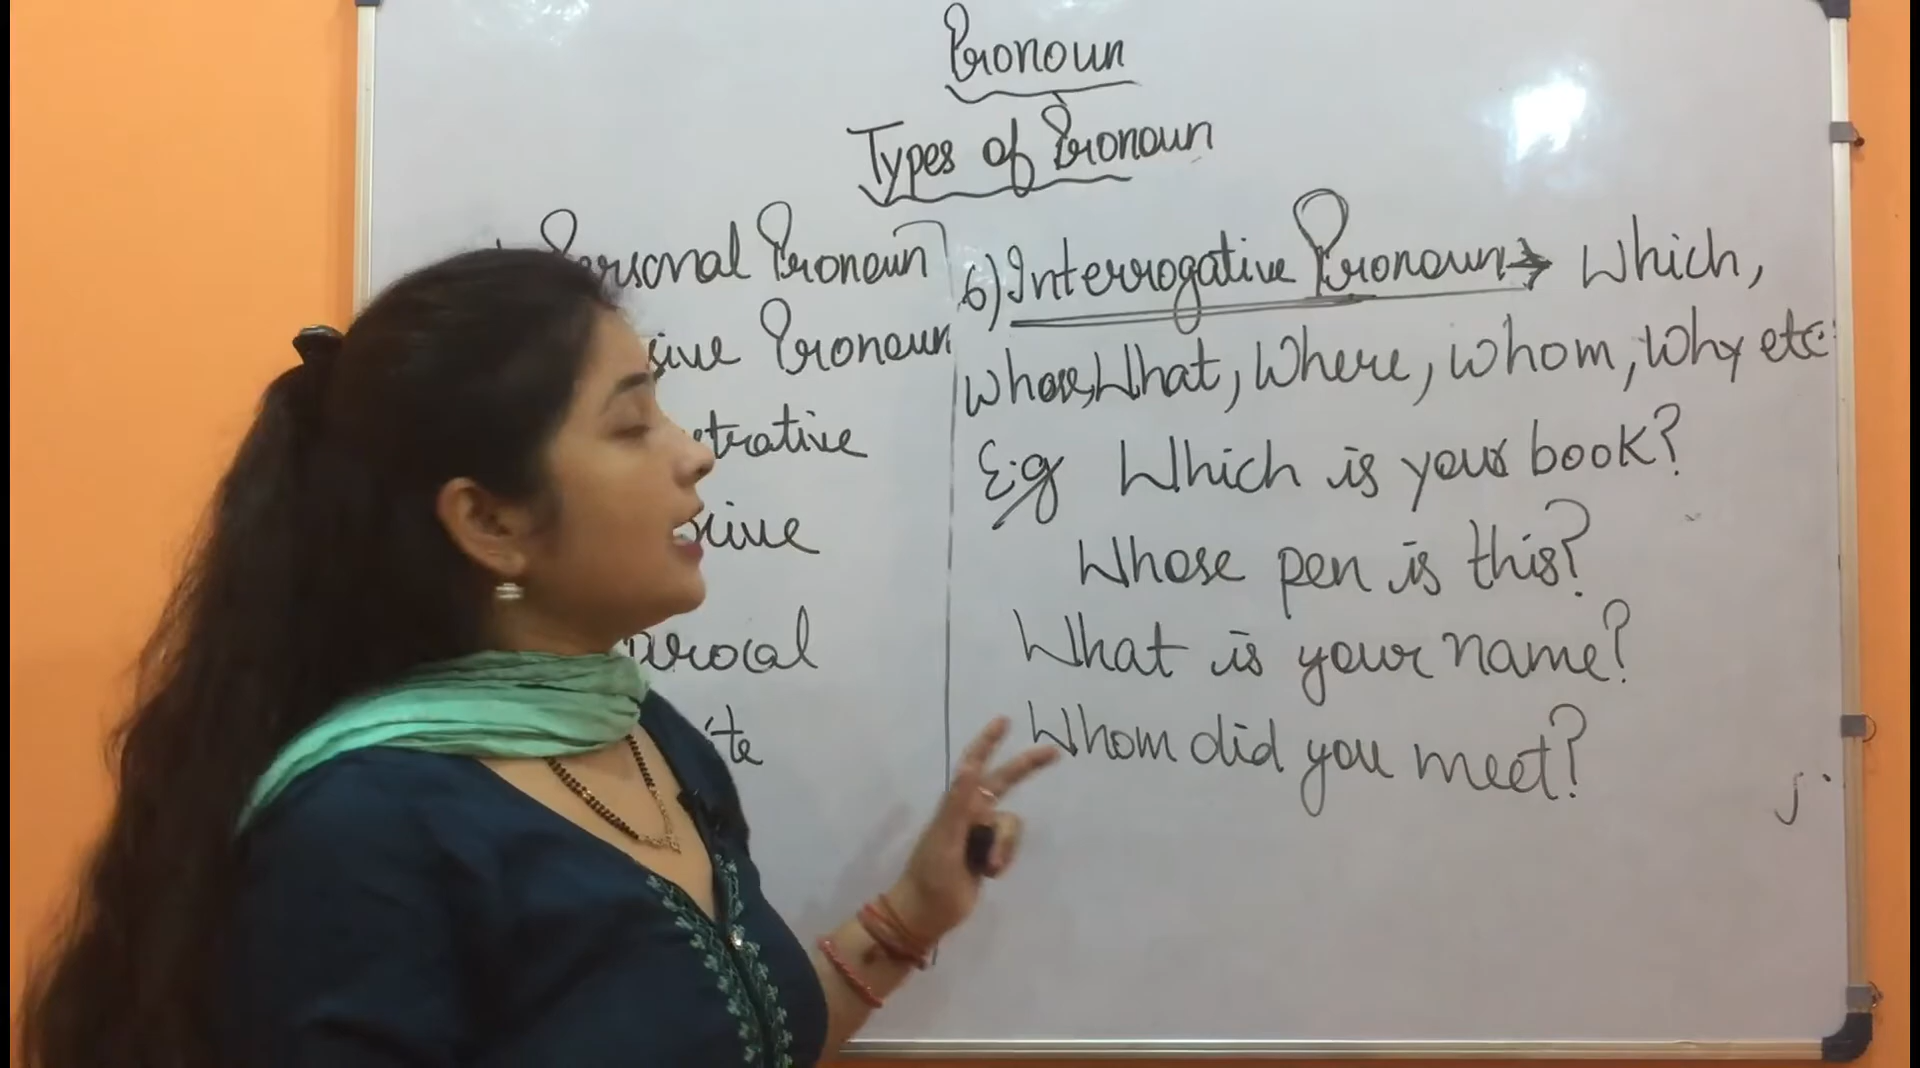 Pronoun
Types of Pronoun
Personal Pronoun
Pronoun
6) Interrogative Pronoun → Which,
Whose, What, Where, Whom, Why etc.
E.g Which is your book?
Whose pen is this?
What is your name?
Whom did you meet?